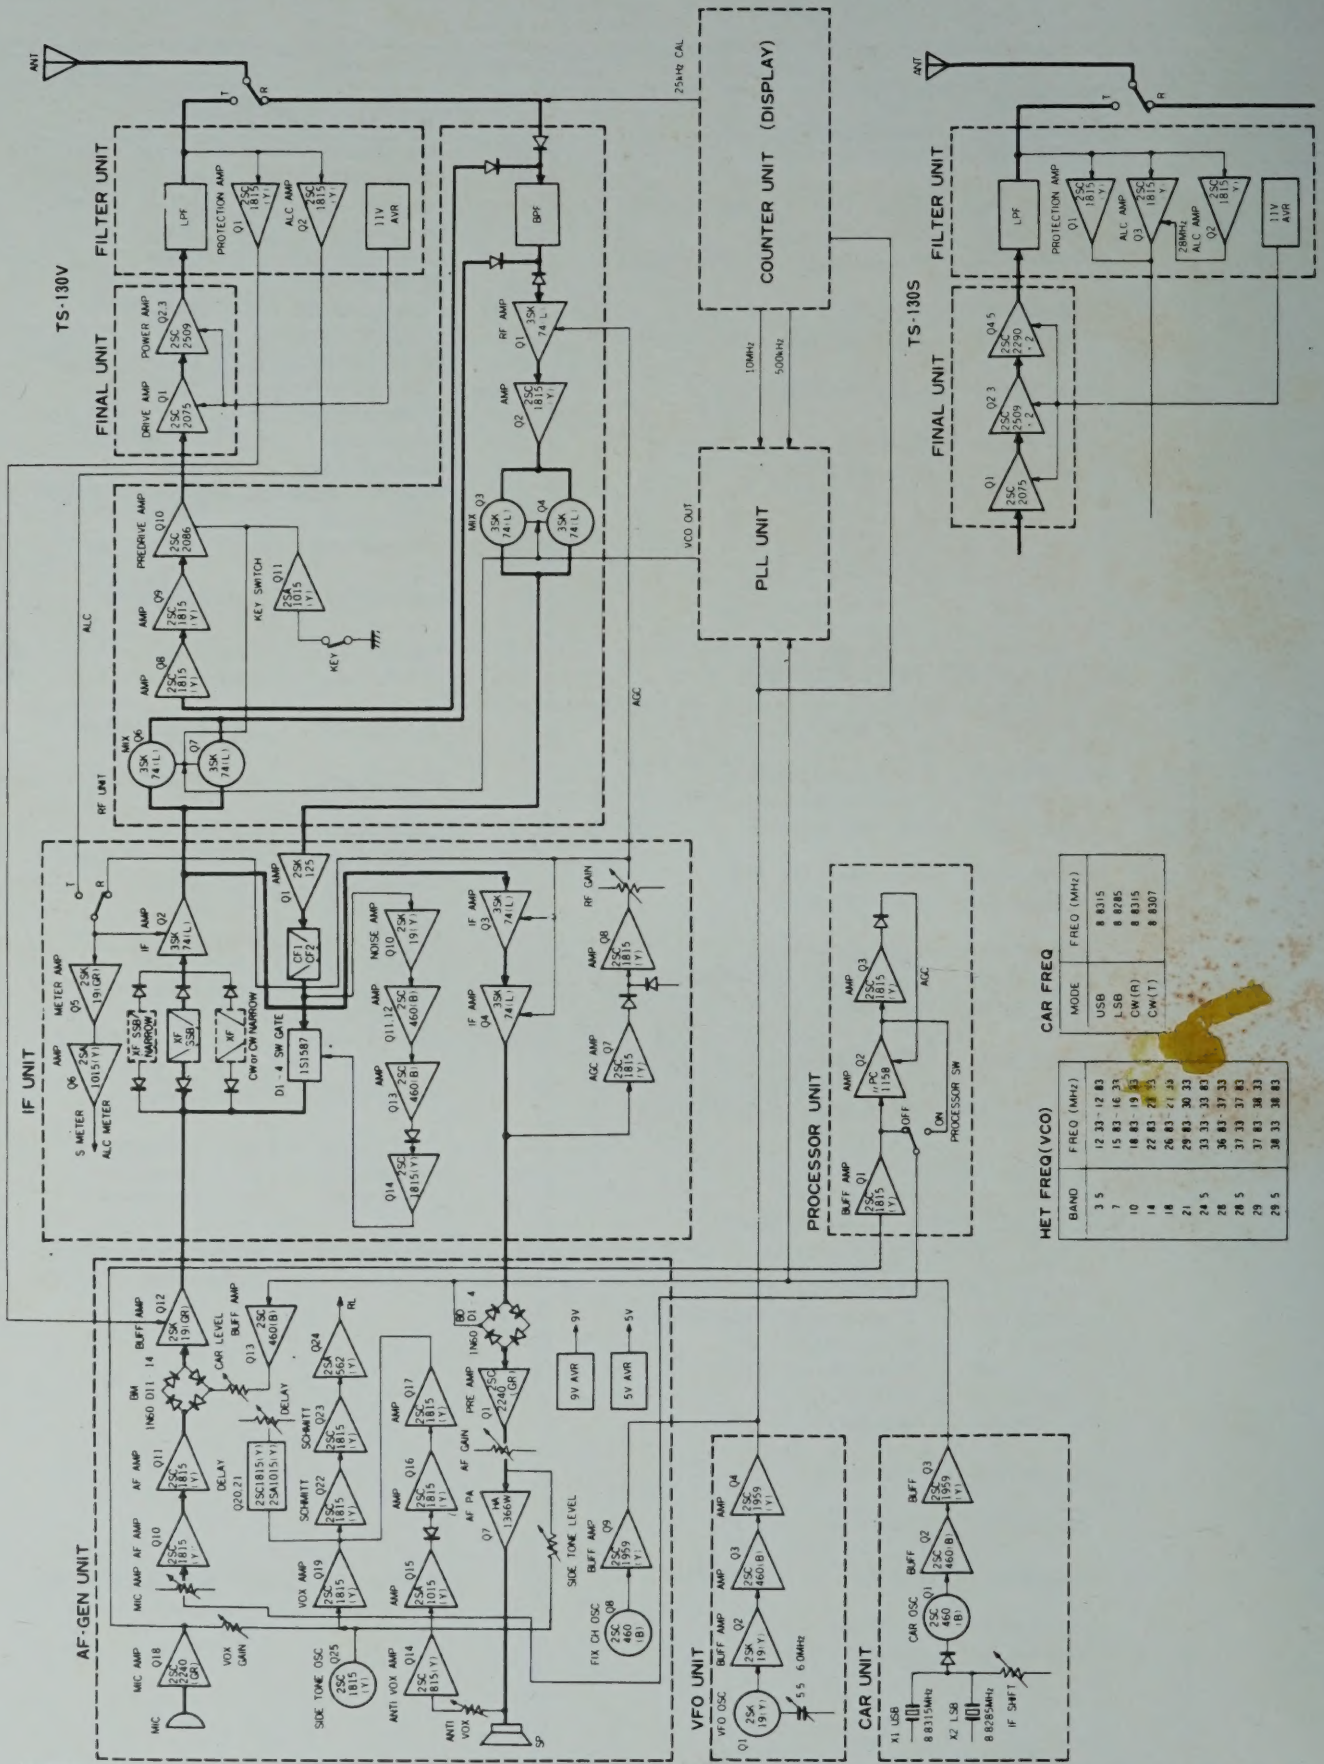 TS-130V
AF-GEN UNIT
MIC
MIC AMP
Q18
2SC
2240
(GR)
VOX
GAIN
MIC AMP
AF AMP
Q10
2SC
1815
(Y)
AF AMP
Q11
2SC
1815
(Y)
BM
1N60 D11 14
BUFF AMP
Q12
2SK
19(GR)
CAR LEVEL
BUFF AMP
Q13
2SC
460(B)
DELAY
Q20.21
2SC1815(Y)
2SA1015(Y)
DELAY
SIDE TONE OSC
Q25
2SC
1815
(Y)
VOX AMP
Q19
2SC
1815
(Y)
SCHMITT
Q22
2SC
1815
(Y)
SCHMITT
Q23
2SC
1815
(Y)
Q24
2SA
562
(Y)
RL
ANTI VOX AMP
Q14
2SC
1815(Y)
AMP
Q15
2SA
1015
(Y)
AMP
Q16
2SC
1815
(Y)
AMP
Q17
2SC
1815
(Y)
ANTI
VOX
SP
AF PA
Q7
HA
1366W
AF GAIN
PRE AMP
Q1
2SC
2240
(GR)
BD
1N60 D1 4
SIDE TONE LEVEL
9V AVR
9V
5V AVR
5V
FIX CH OSC
Q8
2SC
460
(B)
BUFF AMP
Q9
2SC
1959
(Y)
IF UNIT
S METER
ALC METER
AMP
Q6
2SA
1015(Y)
METER AMP
Q5
2SK
19(GR)
T
R
XF SSB
NARROW
XF
SSB
XF
CW or CW NARROW
IF AMP
Q2
3SK
74(L)
D1-4 SW GATE
1S1587
CF1
CF2
AMP
Q1
2SK
125
NOISE AMP
Q10
2SK
19(Y)
AMP
Q11 12
2SC
460(B)
AMP
Q13
2SC
460(B)
Q14
2SC
1815(Y)
IF AMP
Q3
3SK
74(L)
IF AMP
Q4
3SK
74(L)
AGC AMP
Q7
2SC
1815
(Y)
AMP
Q8
2SC
1815
(Y)
RF GAIN
AGC
RF UNIT
MIX
Q6
3SK
74(L)
Q7
3SK
74(L)
AMP
Q8
2SC
1815
(Y)
AMP
Q9
2SC
1815
(Y)
PREDRIVE AMP
Q10
2SC
2086
KEY SWITCH
Q11
2SA
1015
(Y)
KEY
ALC
MIX
Q3
3SK
74(L)
Q4
3SK
74(L)
AMP
Q2
2SC
1815
(Y)
RF AMP
Q1
3SK
74(L)
BPF
FINAL UNIT
DRIVE AMP
Q1
2SC
2075
POWER AMP
Q2.3
2SC
2509
FILTER UNIT
LPF
PROTECTION AMP
Q1
2SC
1815
(Y)
ALC AMP
Q2
2SC
1815
(Y)
11V
AVR
ANT
T
R
VFO UNIT
VFO OSC
Q1
2SK
19(Y)
5.5 6.0MHz
BUFF AMP
Q2
2SK
19(Y)
AMP
Q3
2SC
460(B)
AMP
Q4
2SC
1959
(Y)
CAR UNIT
X1 USB
8 8315MHz
X2 LSB
8 8285MHz
IF SHIFT
CAR OSC
Q1
2SC
460
(B)
BUFF
Q2
2SC
460(B)
BUFF
Q3
2SC
1959
(Y)
PROCESSOR UNIT
BUFF AMP
Q1
2SC
1815
(Y)
AMP
Q2
μPC
1158
AMP
Q3
2SC
1815
(Y)
AGC
OFF
ON
PROCESSOR SW
PLL UNIT
VCO OUT
10MHz
500kHz
COUNTER UNIT (DISPLAY)
25kHz CAL
HET FREQ(VCO)
BAND FREQ (MHz)
3 5 12 33-12 83
7 15 83-16 33
10 18 83-19 33
14 22 83-23 33
18 26 83-27 33
21 29 83-30 33
24 5 33 33-33 83
28 36 83-37 33
28 5 37 33 37 83
29 37 83 38 33
29 5 38 33 38 83
CAR FREQ
MODE FREQ (MHz)
USB 8 8315
LSB 8 8285
CW(R) 8 8315
CW(T) 8 8307
TS-130S
FINAL UNIT
Q1
2SC
2075
Q2 3
2SC
2509
·2
Q4 5
2SC
2290
·2
FILTER UNIT
LPF
PROTECTION AMP
Q1
2SC
1815
(Y)
ALC AMP
Q3
2SC
1815
(Y)
28MHz
ALC AMP
Q2
2SC
1815
(Y)
11V
AVR
ANT
T
R